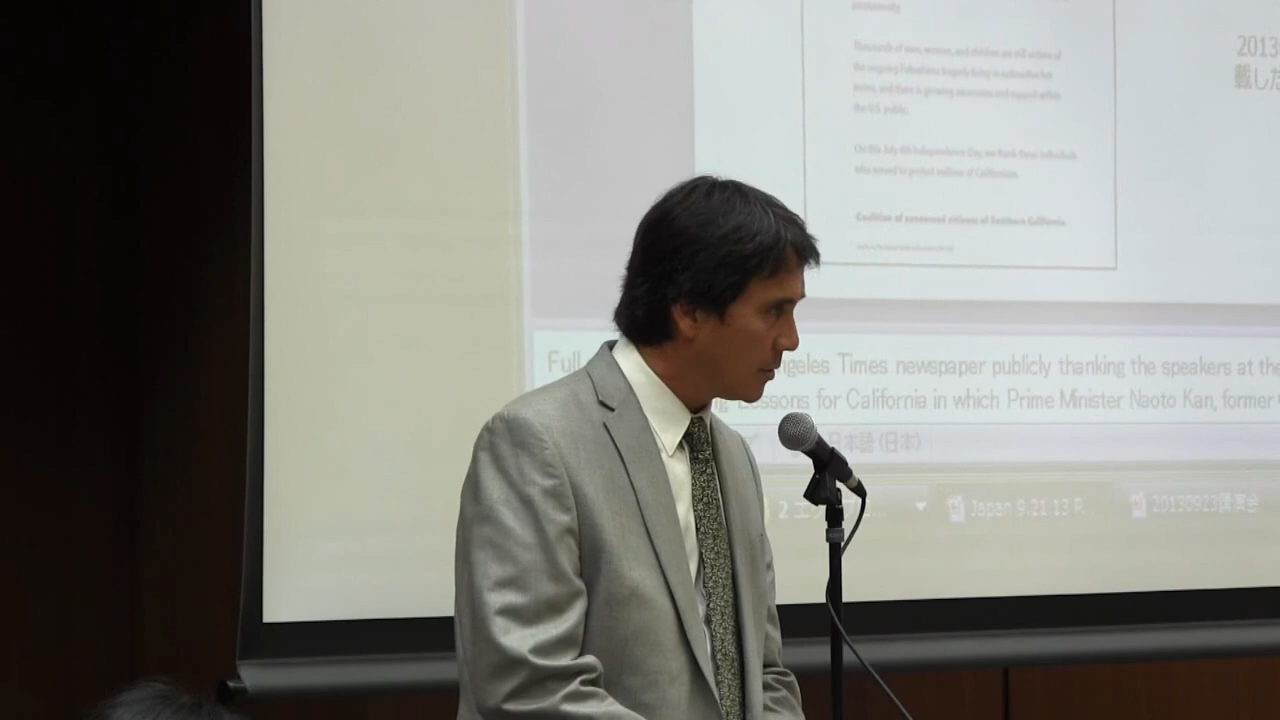 personally.
Thousands of men, women, and children are still victims of
the ongoing Fukushima tragedy living in radioactive hot
zones, and there is growing awareness and support within
the U.S. public.
On this July 4th Independence Day, we thank these individuals,
who served to protect millions of Californians.
Coalition of concerned citizens of Southern California.
2013
載した
Full geles Times newspaper publicly thanking the speakers at the
Lessons for California in which Prime Minister Naoto Kan, former
日本語 (日本)
2 エ
Japan 9.21.13 R...
20130923講演会